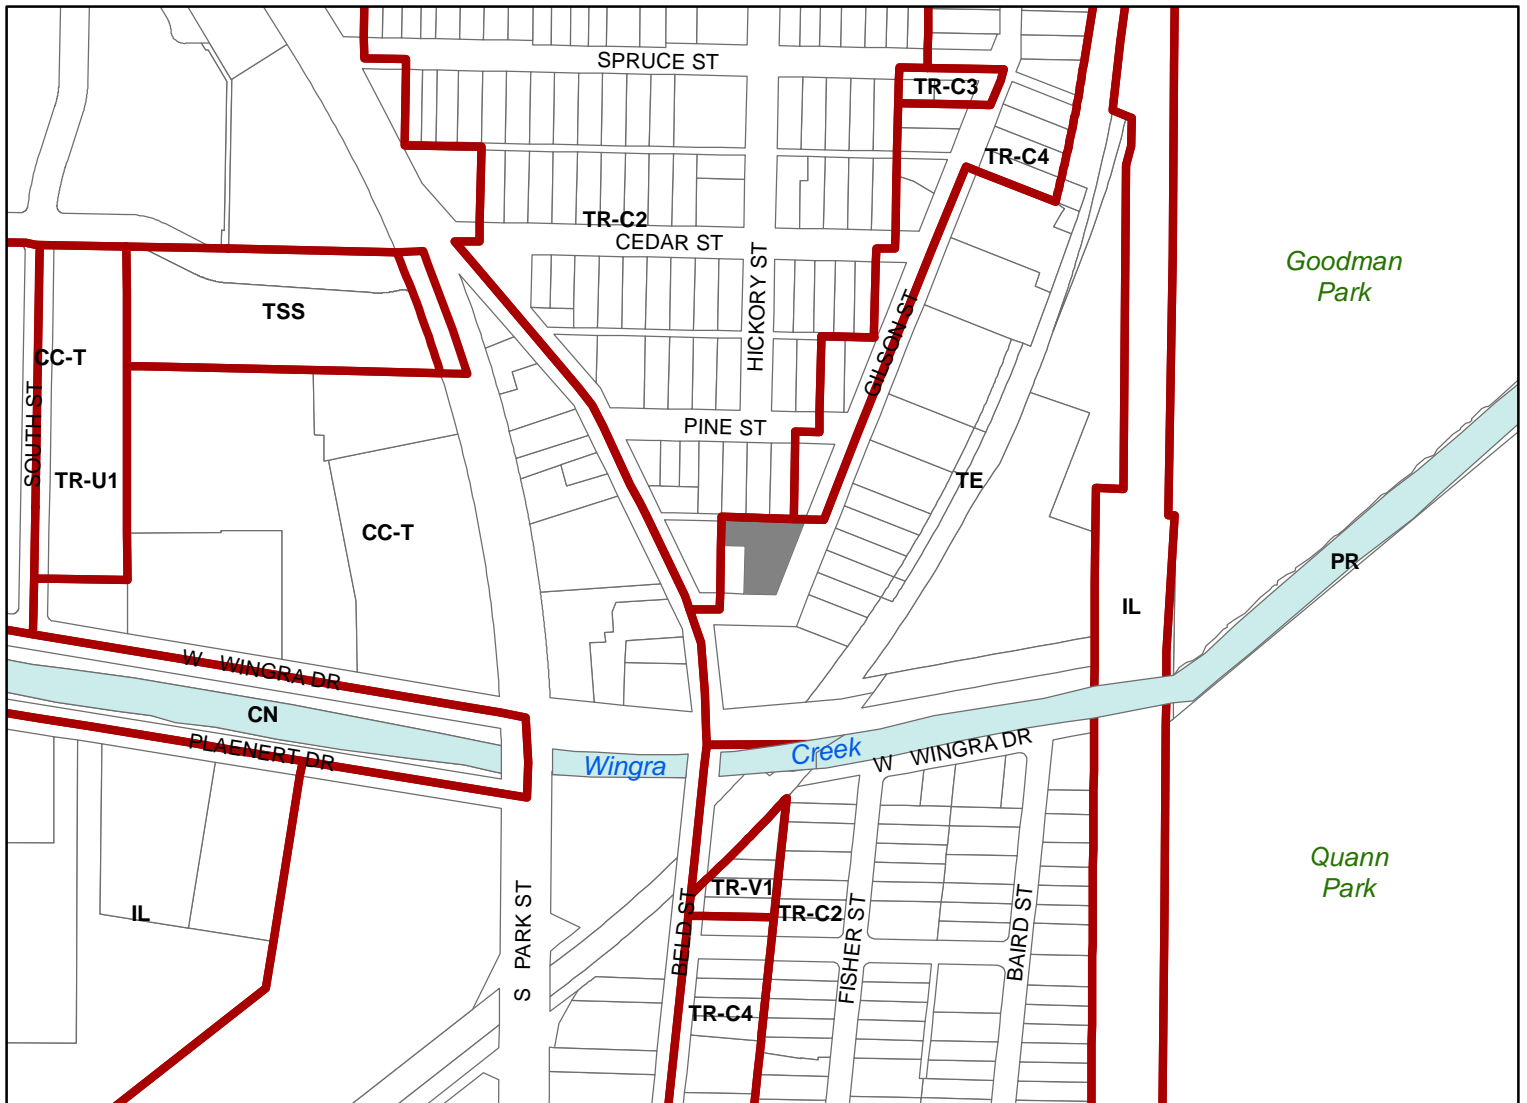 SPRUCE ST
TR-C3
TR-C4
TR-C2
CEDAR ST
HICKORY ST
Goodman
Park
TSS
GILSON ST
CC-T
SOUTH ST
PINE ST
TR-U1
TE
CC-T
PR
IL
W WINGRA DR
CN
PLAENERT DR
Wingra
Creek
W WINGRA DR
Quann
Park
TR-V1
IL
TR-C2
S PARK ST
BELD ST
FISHER ST
BAIRD ST
TR-C4